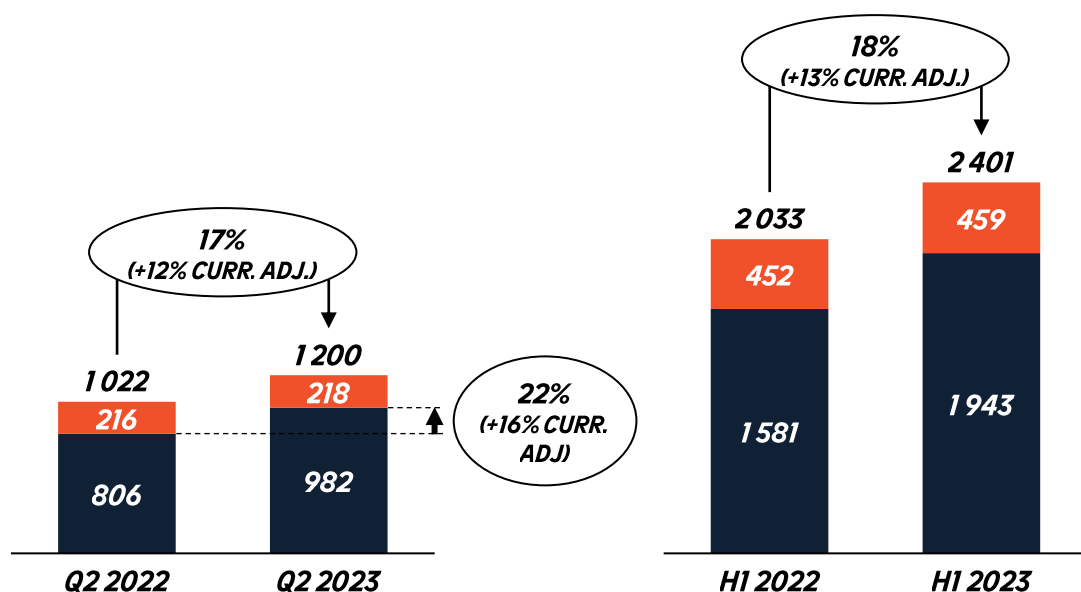 17%
(+12% CURR. ADJ.)
1 022
216
806
1 200
218
982
22%
(+16% CURR.
ADJ)
Q2 2022
Q2 2023
18%
(+13% CURR. ADJ.)
2 033
452
1 581
2 401
459
1 943
H1 2022
H1 2023